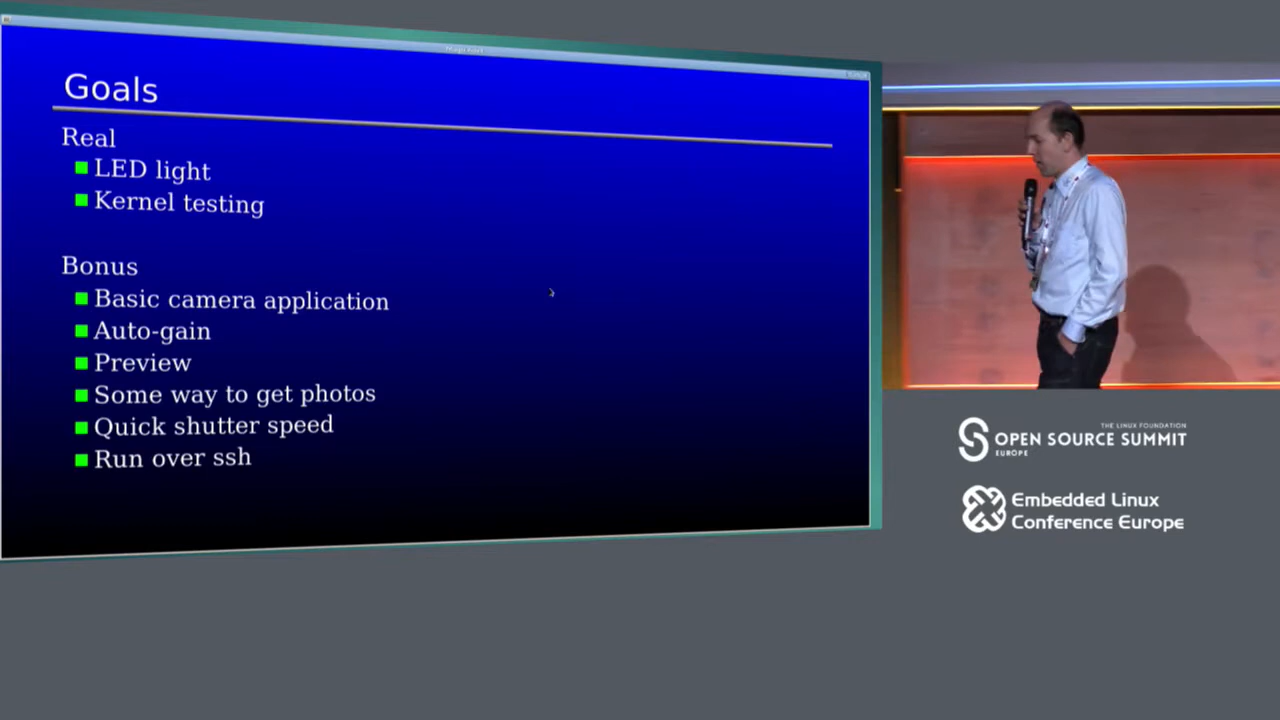 Goals
Real
LED light
Kernel testing
Bonus
Basic camera application
Auto-gain
Preview
Some way to get photos
Quick shutter speed
Run over ssh
THE LINUX FOUNDATION
OPEN SOURCE SUMMIT
EUROPE
Embedded Linux
Conference Europe